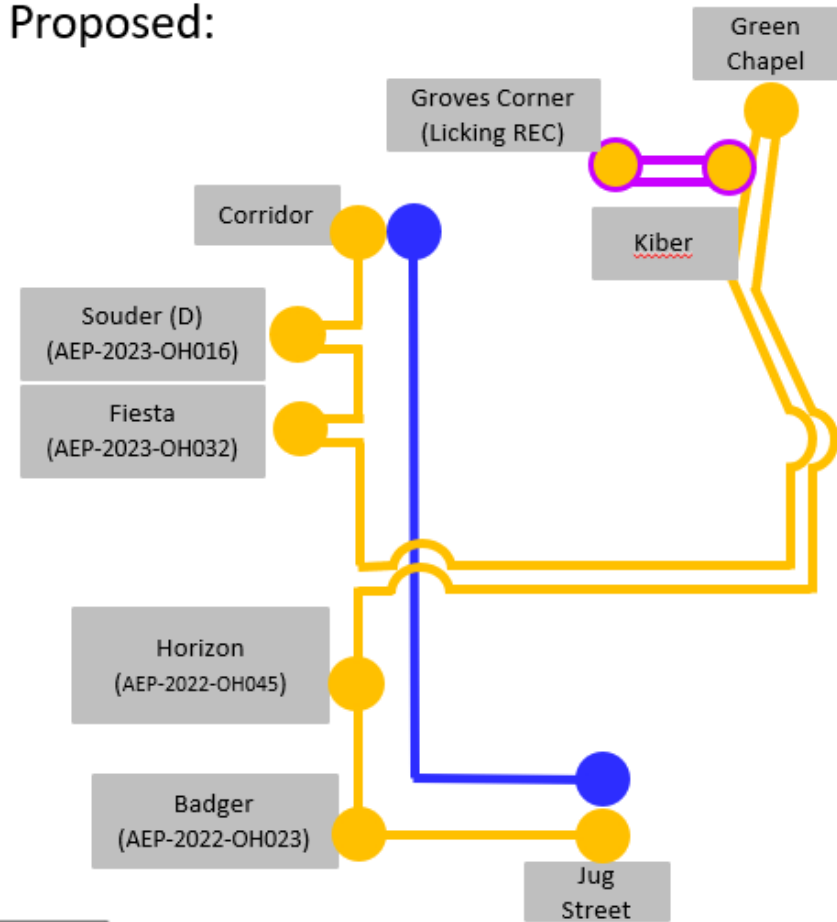 Proposed:
Green
Chapel
Groves Corner
(Licking REC)
Corridor
Kiber
Souder (D)
(AEP-2023-OH016)
Fiesta
(AEP-2023-OH032)
Horizon
(AEP-2022-OH045)
Badger
(AEP-2022-OH023)
Jug
Street